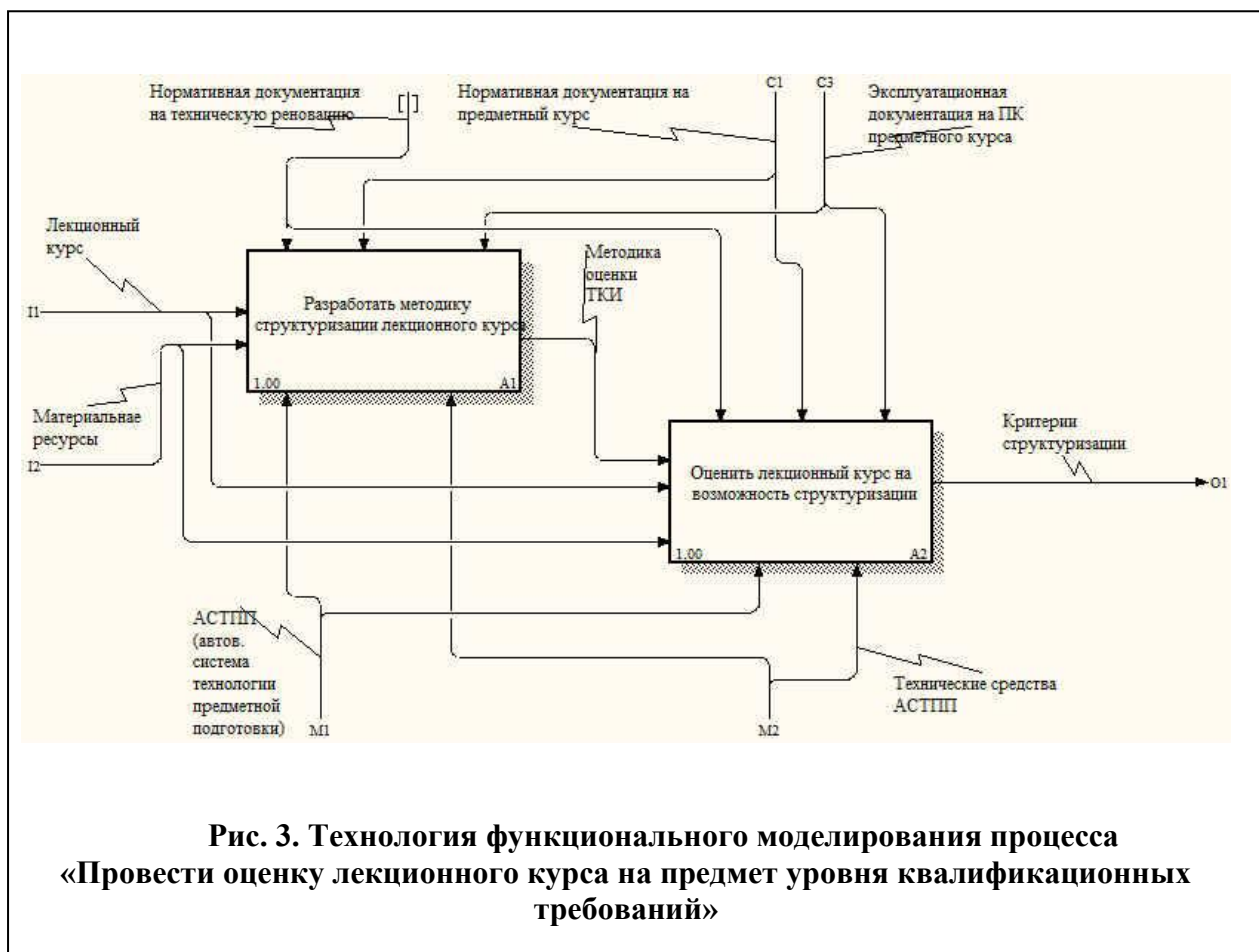 Нормативная документация
на техническую реновацию
[ ]
Нормативная документация на
предметный курс
C1
C3
Эксплуатационная
документация на ПК
предметного курса
Лекционный
курс
I1
Материальнае
ресурсы
I2
Разработать методику
структуризации лекционного курса
1.00
A1
Методика
оценки
ТКИ
Оценить лекционный курс на
возможность структуризации
1.00
A2
Критерии
структуризации
O1
АСТПП
(автов.
система
технологии
предметной
подготовки)
M1
M2
Технические средства
АСТПП
Рис. 3. Технология функционального моделирования процесса
«Провести оценку лекционного курса на предмет уровня квалификационных
требований»